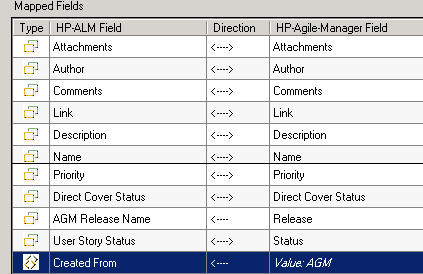 Mapped Fields
Type HP-ALM Field Direction HP-Agile-Manager Field
Attachments <----> Attachments
Author <----> Author
Comments <----> Comments
Link <----> Link
Description <----> Description
Name <----> Name
Priority <----> Priority
Direct Cover Status <----> Direct Cover Status
AGM Release Name <---- Release
User Story Status <---- Status
Created From <---- Value: AGM